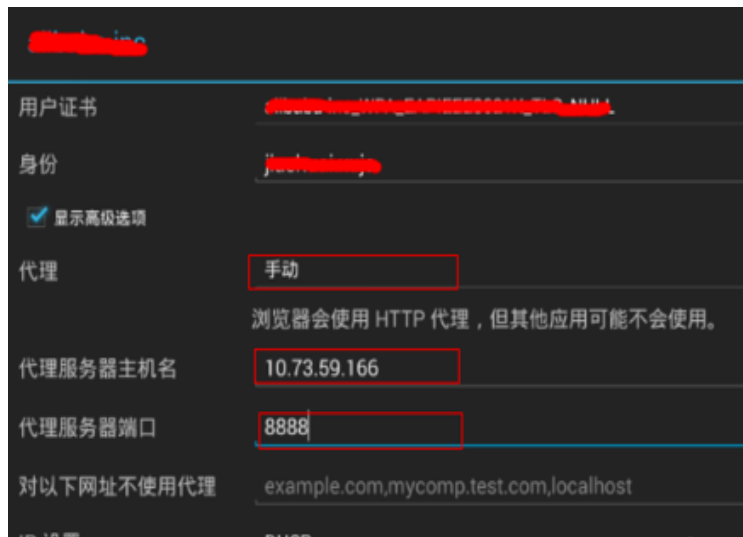 用户证书
身份
显示高级选项
代理 手动
浏览器会使用 HTTP 代理，但其他应用可能不会使用。
代理服务器主机名 10.73.59.166
代理服务器端口 8888
对以下网址不使用代理 example.com,mycomp.test.com,localhost